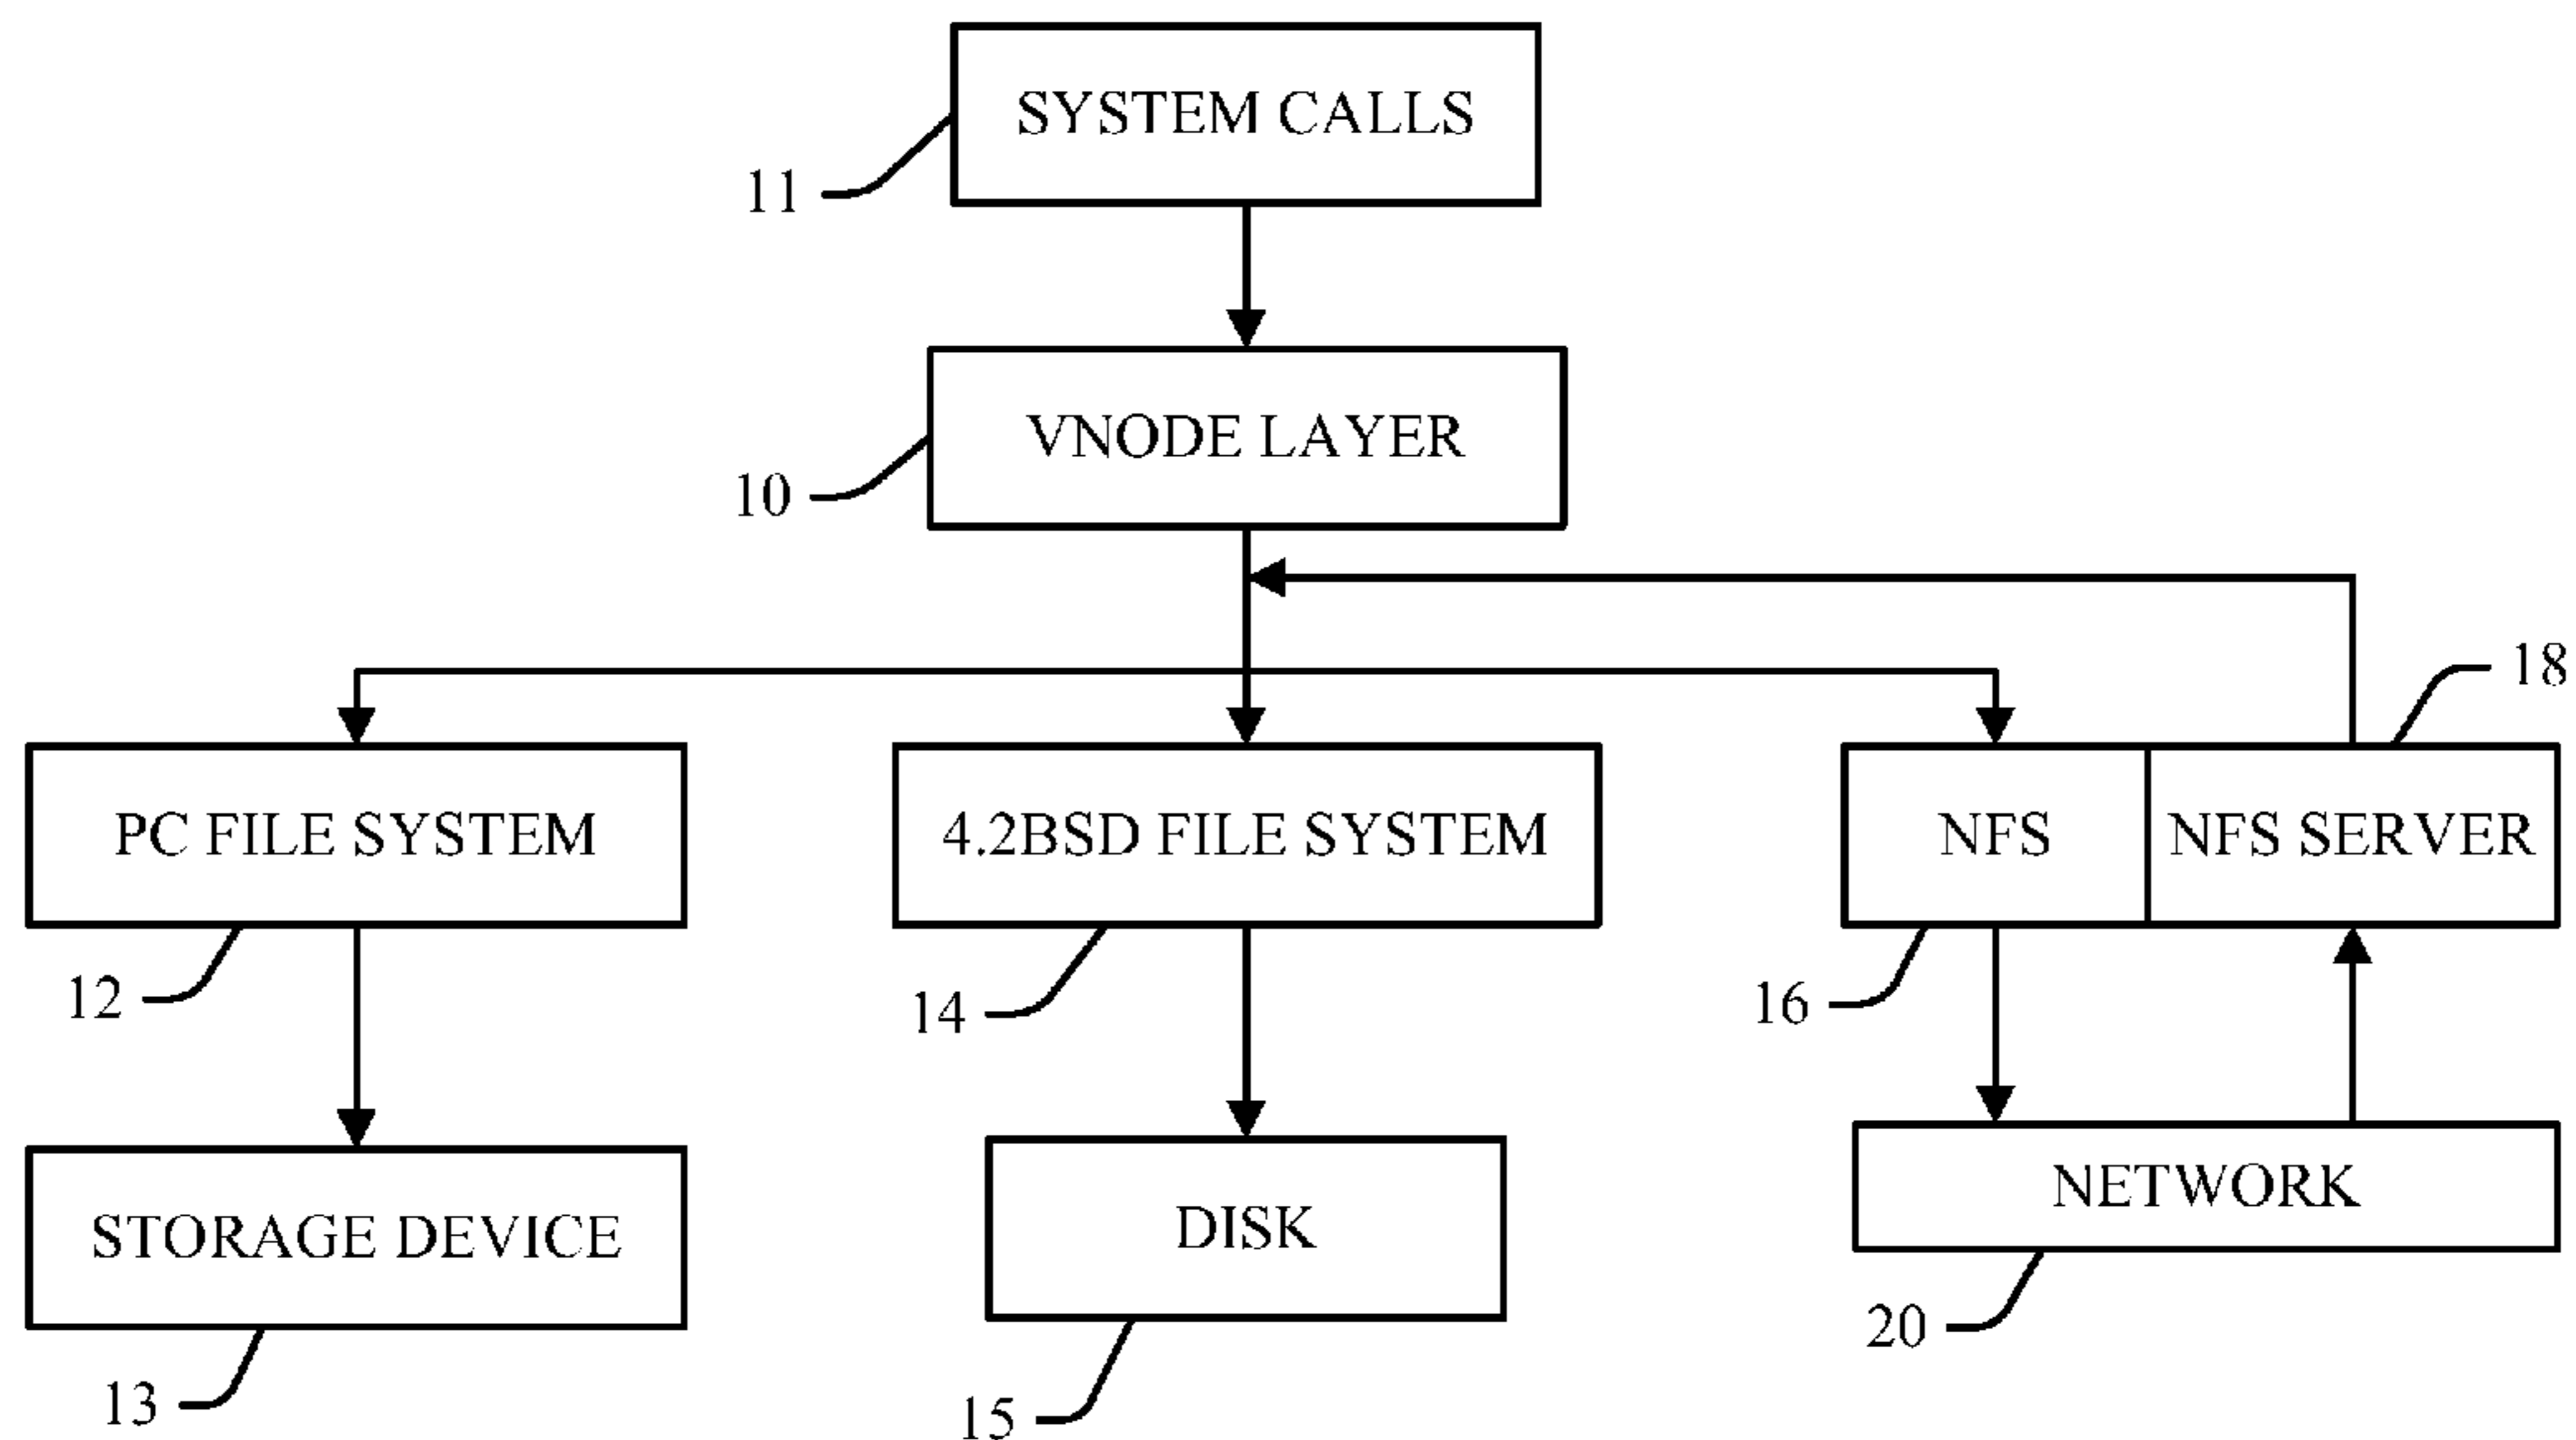 SYSTEM CALLS
11
VNODE LAYER
10
18
PC FILE SYSTEM
4.2BSD FILE SYSTEM
NFS
NFS SERVER
12
14
16
STORAGE DEVICE
DISK
NETWORK
13
15
20